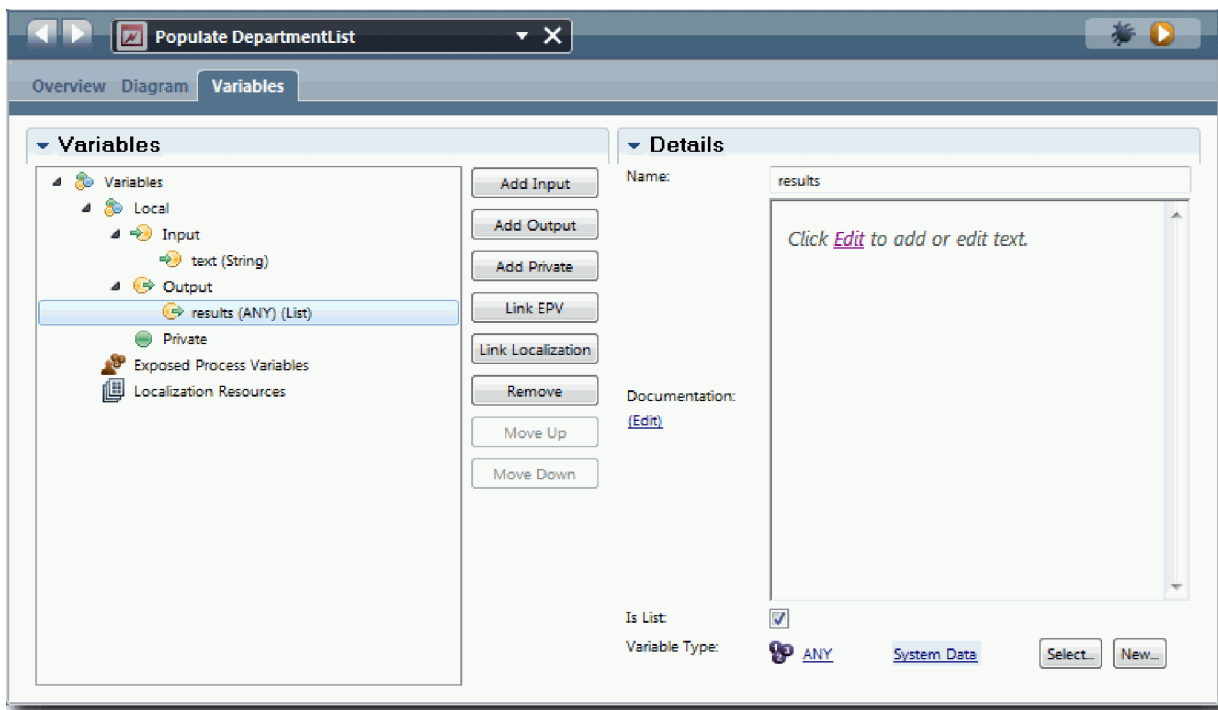 Populate DepartmentList
Overview Diagram Variables
Variables
Variables
Local
Input
text (String)
Output
results (ANY) (List)
Private
Exposed Process Variables
Localization Resources
Add Input
Add Output
Add Private
Link EPV
Link Localization
Remove
Move Up
Move Down
Details
Name: results
Click Edit to add or edit text.
Documentation:
(Edit)
Is List:
Variable Type: ANY System Data Select... New...